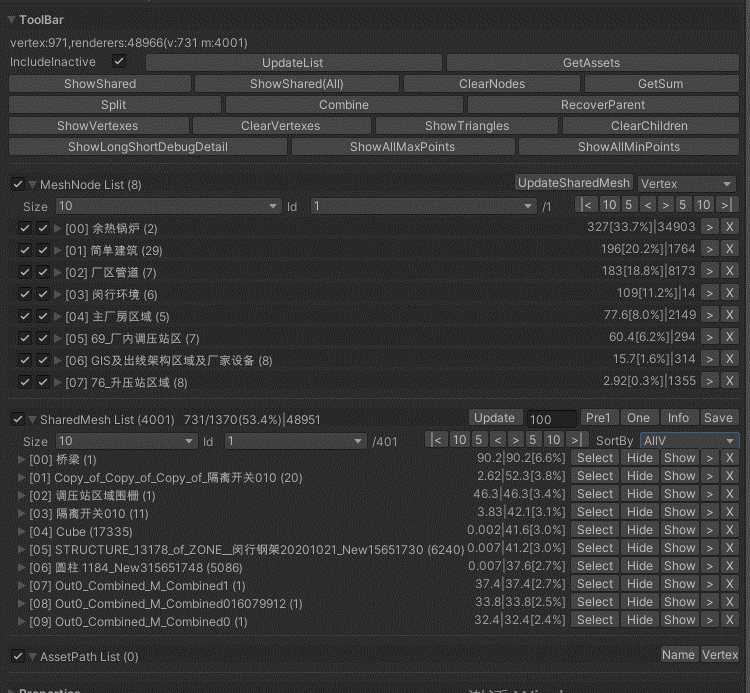 ToolBar
vertex:971,renderers:48966(v:731 m:4001)
IncludeInactive UpdateList GetAssets
ShowShared ShowShared(All) ClearNodes GetSum
Split Combine RecoverParent
ShowVertexes ClearVertexes ShowTriangles ClearChildren
ShowLongShortDebugDetail ShowAllMaxPoints ShowAllMinPoints
MeshNode List (8) UpdateSharedMesh Vertex
Size 10 Id 1 /1 |< 10 5 < > 5 10 >|
[00] 余热锅炉 (2) 327[33.7%]|34903 > X
[01] 简单建筑 (29) 196[20.2%]|1764 > X
[02] 厂区管道 (7) 183[18.8%]|8173 > X
[03] 闵行环境 (6) 109[11.2%]|14 > X
[04] 主厂房区域 (5) 77.6[8.0%]|2149 > X
[05] 69_厂内调压站区 (7) 60.4[6.2%]|294 > X
[06] GIS及出线架构区域及厂家设备 (8) 15.7[1.6%]|314 > X
[07] 76_升压站区域 (8) 2.92[0.3%]|1355 > X
SharedMesh List (4001) 731/1370(53.4%)|48951 Update 100 Pre1 One Info Save
Size 10 Id 1 /401 |< 10 5 < > 5 10 >| SortBy AllV
[00] 桥梁 (1) 90.2|90.2[6.6%] Select Hide Show > X
[01] Copy_of_Copy_of_Copy_of_隔离开关010 (20) 2.62|52.3[3.8%] Select Hide Show > X
[02] 调压站区域围栅 (1) 46.3|46.3[3.4%] Select Hide Show > X
[03] 隔离开关010 (11) 3.83|42.1[3.1%] Select Hide Show > X
[04] Cube (17335) 0.002|41.6[3.0%] Select Hide Show > X
[05] STRUCTURE_13178_of_ZONE__闵行钢架20201021_New15651730 (6240) 0.007|41.2[3.0%] Select Hide Show > X
[06] 圆柱 1184_New315651748 (5086) 0.007|37.6[2.7%] Select Hide Show > X
[07] Out0_Combined_M_Combined1 (1) 37.4|37.4[2.7%] Select Hide Show > X
[08] Out0_Combined_M_Combined016079912 (1) 33.8|33.8[2.5%] Select Hide Show > X
[09] Out0_Combined_M_Combined0 (1) 32.4|32.4[2.4%] Select Hide Show > X
AssetPath List (0) Name Vertex